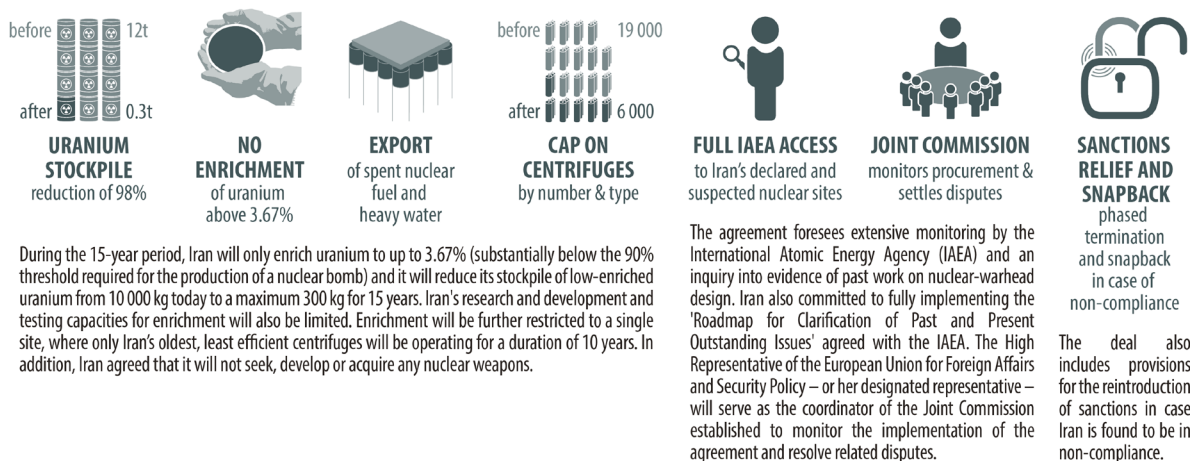 before 12t
after 0.3t
URANIUM
STOCKPILE
reduction of 98%
NO
ENRICHMENT
of uranium
above 3.67%
EXPORT
of spent nuclear
fuel and
heavy water
before 19 000
after 6 000
CAP ON
CENTRIFUGES
by number & type
During the 15-year period, Iran will only enrich uranium to up to 3.67% (substantially below the 90%
threshold required for the production of a nuclear bomb) and it will reduce its stockpile of low-enriched
uranium from 10 000 kg today to a maximum 300 kg for 15 years. Iran's research and development and
testing capacities for enrichment will also be limited. Enrichment will be further restricted to a single
site, where only Iran's oldest, least efficient centrifuges will be operating for a duration of 10 years. In
addition, Iran agreed that it will not seek, develop or acquire any nuclear weapons.
FULL IAEA ACCESS
to Iran's declared and
suspected nuclear sites
JOINT COMMISSION
monitors procurement &
settles disputes
The agreement foresees extensive monitoring by the
International Atomic Energy Agency (IAEA) and an
inquiry into evidence of past work on nuclear-warhead
design. Iran also committed to fully implementing the
'Roadmap for Clarification of Past and Present
Outstanding Issues' agreed with the IAEA. The High
Representative of the European Union for Foreign Affairs
and Security Policy – or her designated representative –
will serve as the coordinator of the Joint Commission
established to monitor the implementation of the
agreement and resolve related disputes.
SANCTIONS
RELIEF AND
SNAPBACK
phased
termination
and snapback
in case of
non-compliance
The deal also
includes provisions
for the reintroduction
of sanctions in case
Iran is found to be in
non-compliance.